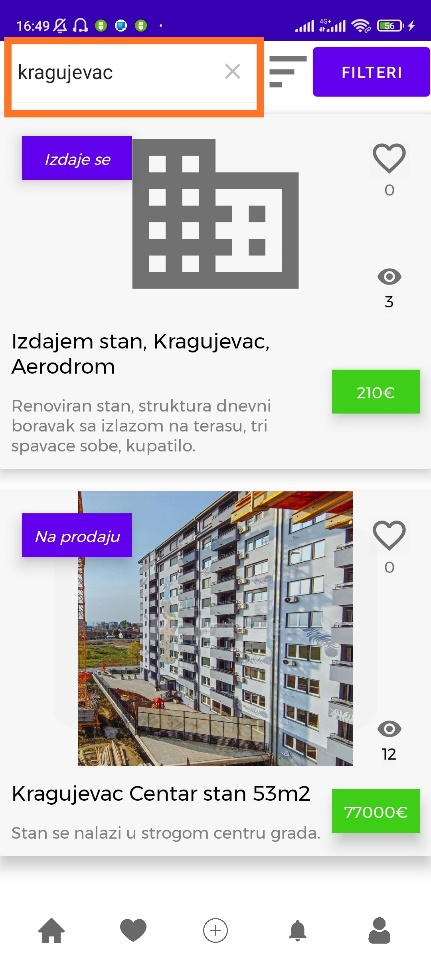 16:49
4G+
56
kragujevac
FILTERI
Izdaje se
0
3
Izdajem stan, Kragujevac,
Aerodrom
210€
Renoviran stan, struktura dnevni
boravak sa izlazom na terasu, tri
spavace sobe, kupatilo.
Na prodaju
0
12
Kragujevac Centar stan 53m2
77000€
Stan se nalazi u strogom centru grada.